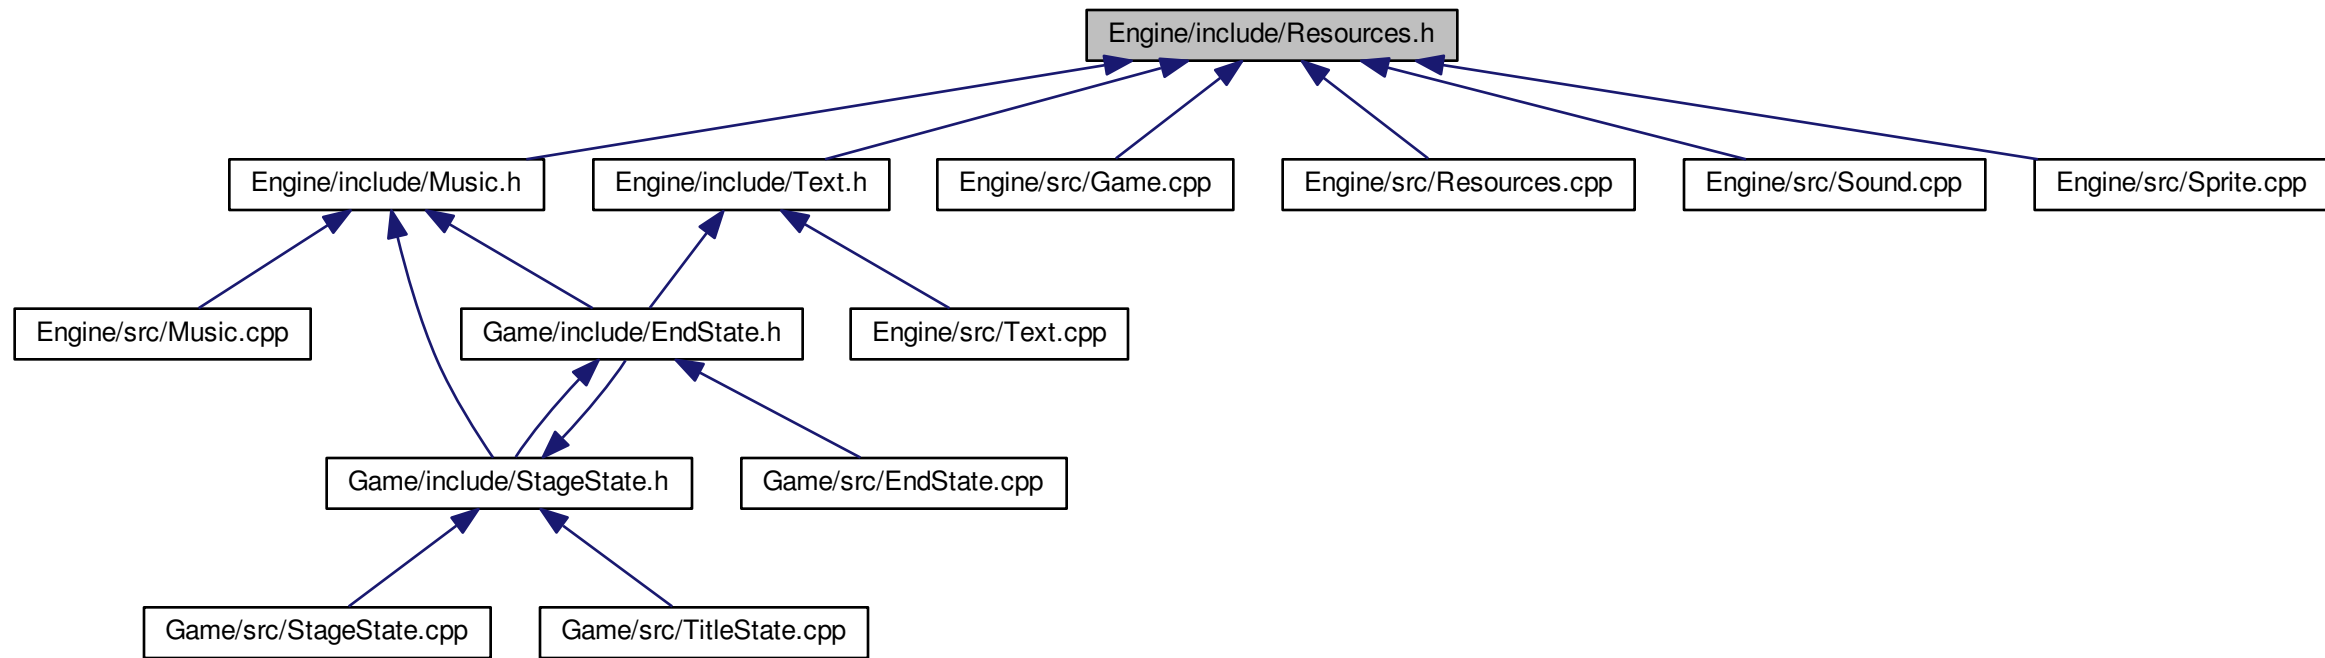 Engine/include/Resources.h
Engine/include/Music.h
Engine/include/Text.h
Engine/src/Game.cpp
Engine/src/Resources.cpp
Engine/src/Sound.cpp
Engine/src/Sprite.cpp
Engine/src/Music.cpp
Game/include/EndState.h
Engine/src/Text.cpp
Game/include/StageState.h
Game/src/EndState.cpp
Game/src/StageState.cpp
Game/src/TitleState.cpp